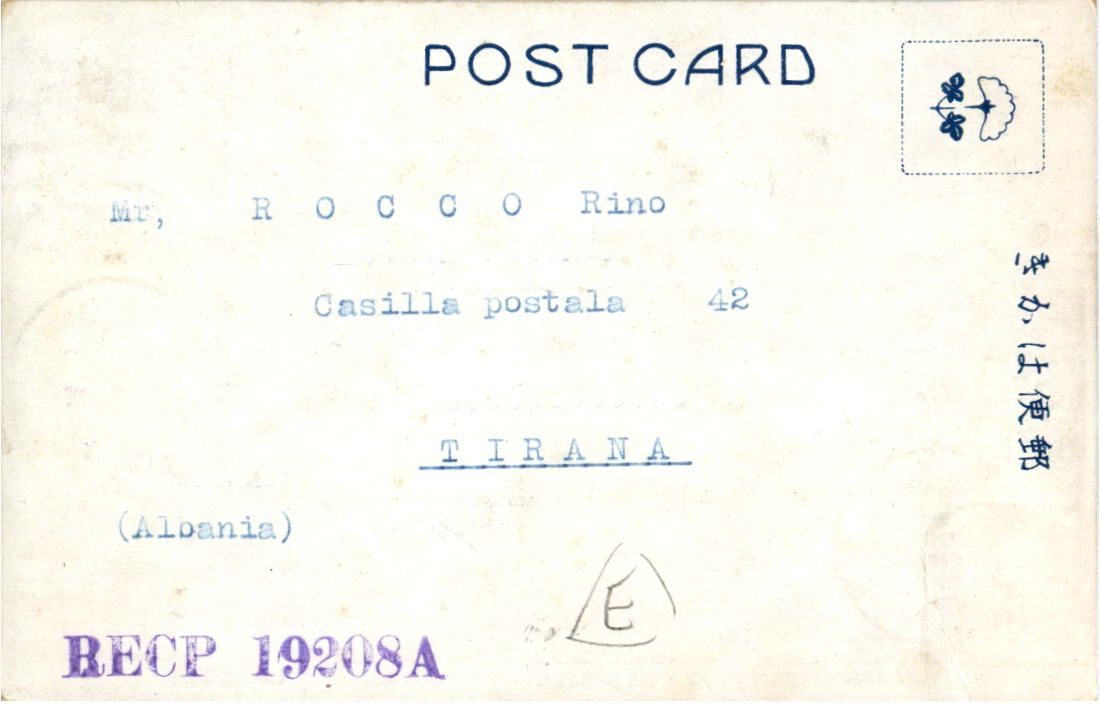 POST CARD
郵便はかき
Mr, R O C C O Rino
Casilla postala 42
T I R A N A
(Albania)
E
RECP 19208A